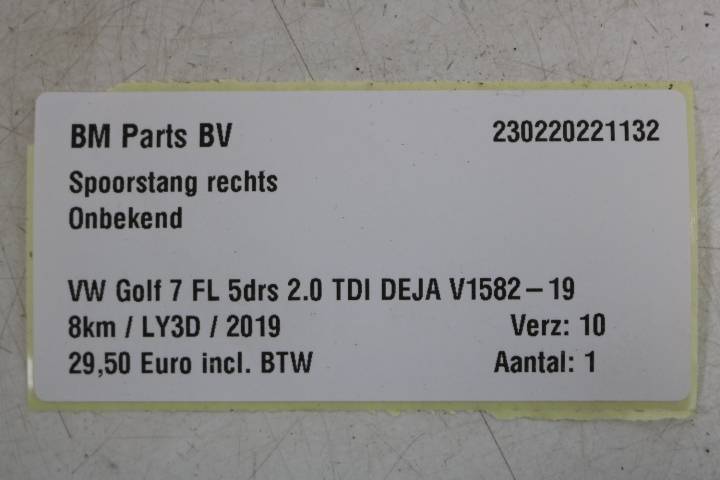 BM Parts BV 230220221132
Spoorstang rechts
Onbekend
VW Golf 7 FL 5drs 2.0 TDI DEJA V1582-19
8km / LY3D / 2019 Verz: 10
29,50 Euro incl. BTW Aantal: 1